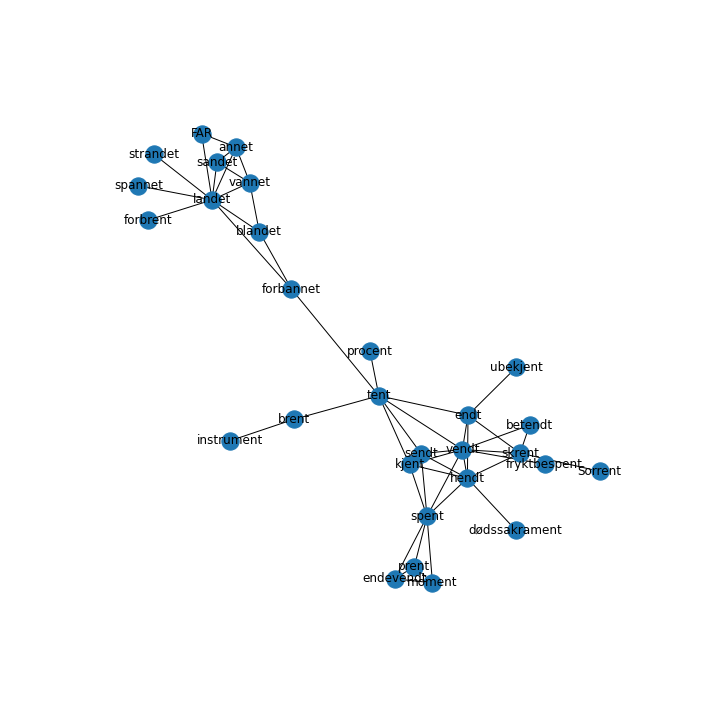 FAR
annet
strandet
sandet
vannet
spannet
landet
forbrent
blandet
forbannet
procent
ubekjent
tent
endt
brent
betendt
instrument
vendt
sendt
skrent
kjent
fryktbespent
Sorrent
hendt
spent
dødssakrament
prent
endevendt
moment